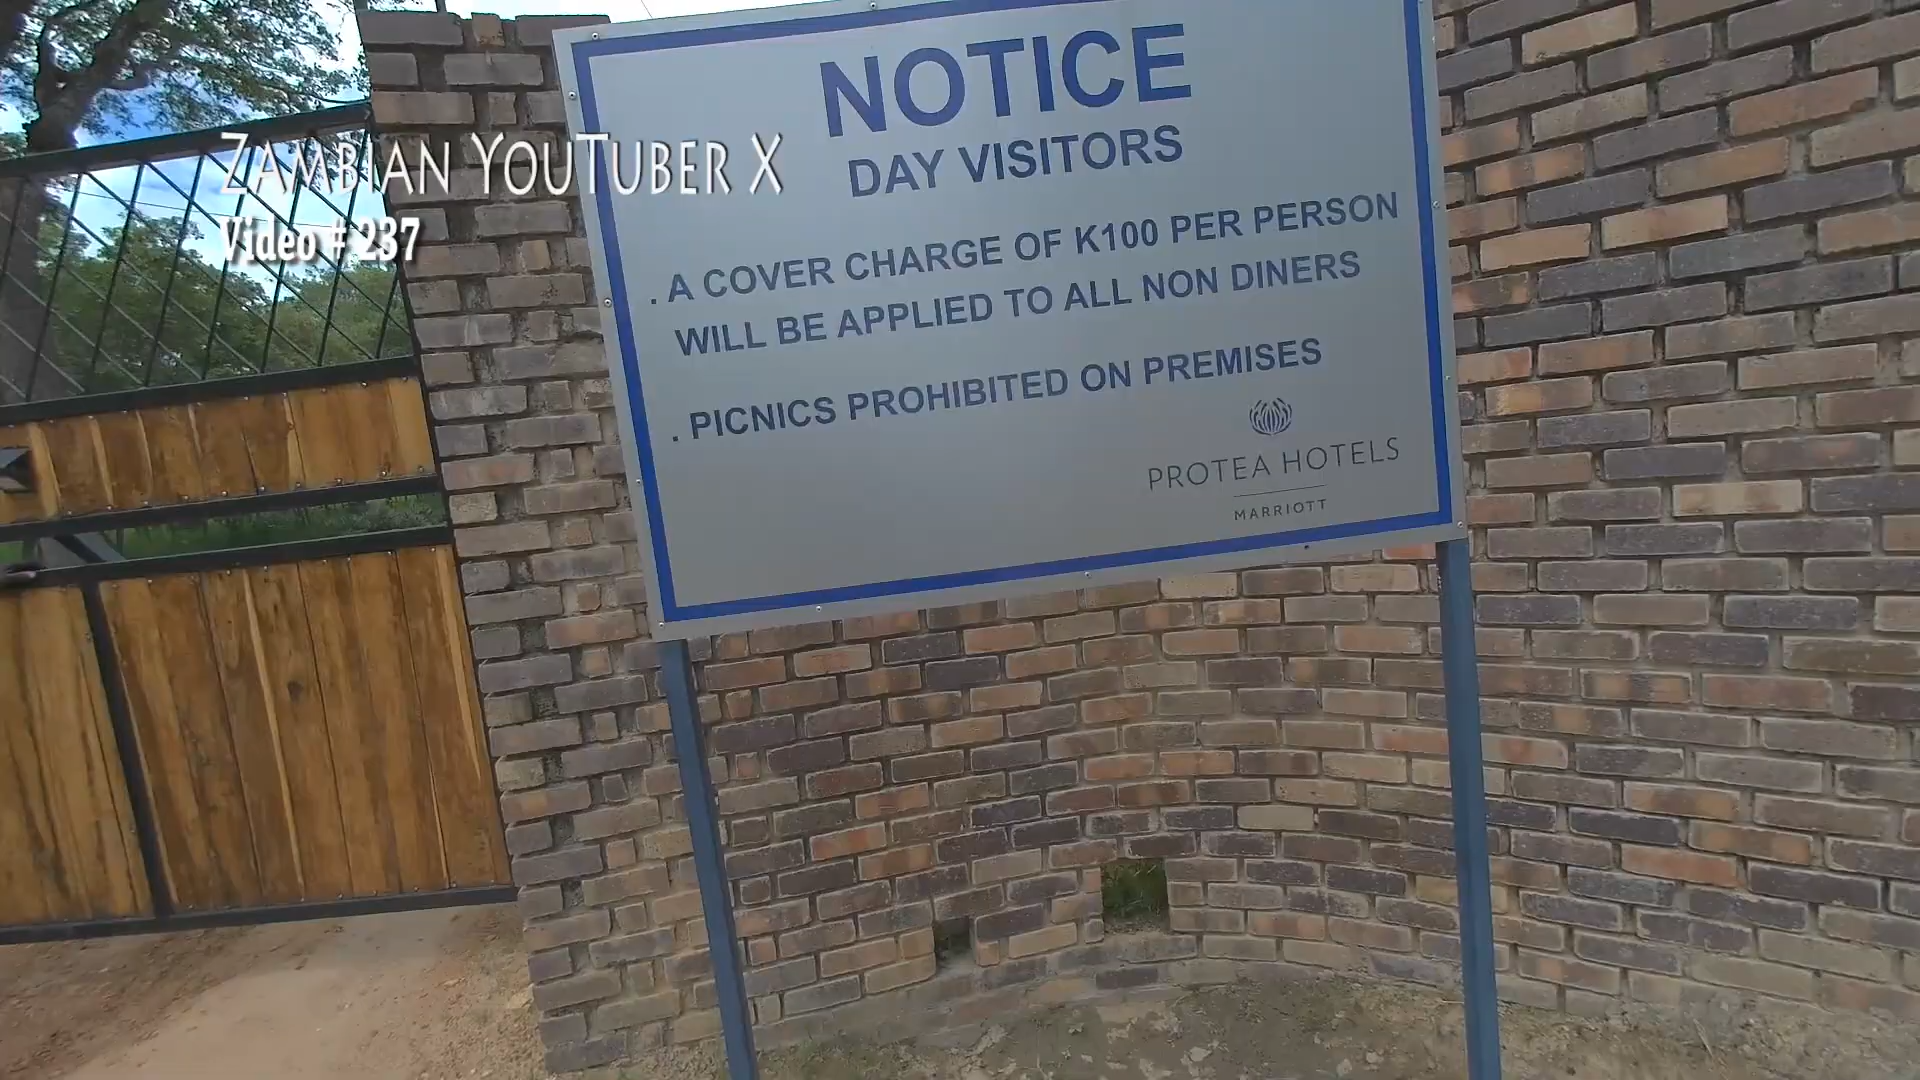 ZAMBIAN YOUTUBER X
Video # 237
NOTICE
DAY VISITORS
. A COVER CHARGE OF K100 PER PERSON
WILL BE APPLIED TO ALL NON DINERS
. PICNICS PROHIBITED ON PREMISES
PROTEA HOTELS
MARRIOTT